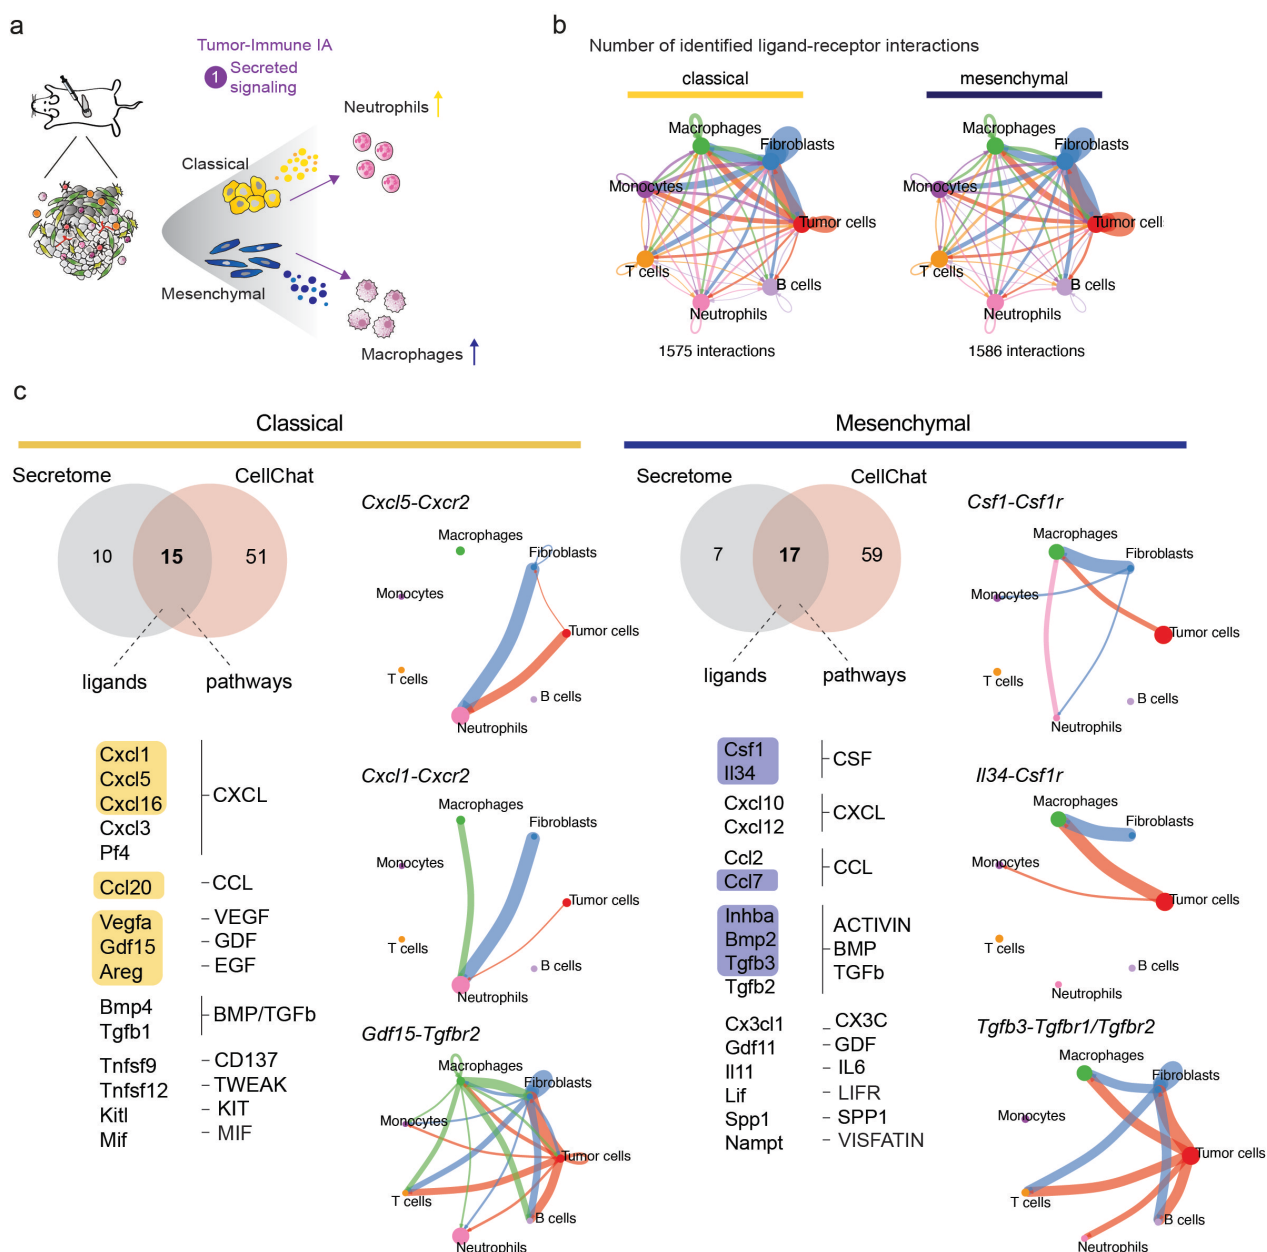 a
Tumor-Immune IA
1 Secreted
signaling
Neutrophils
Classical
Mesenchymal
Macrophages
b
Number of identified ligand-receptor interactions
classical
Macrophages
Fibroblasts
Monocytes
Tumor cells
T cells
B cells
Neutrophils
1575 interactions
mesenchymal
Macrophages
Fibroblasts
Monocytes
Tumor cell
T cells
B cells
Neutrophils
1586 interactions
c
Classical
Secretome
CellChat
10
15
51
ligands
pathways
Cxcl1
Cxcl5
Cxcl16
Cxcl3
Pf4
CXCL
Ccl20
CCL
Vegfa
VEGF
Gdf15
GDF
Areg
EGF
Bmp4
Tgfb1
BMP/TGFb
Tnfsf9
CD137
Tnfsf12
TWEAK
Kitl
KIT
Mif
MIF
Cxcl5-Cxcr2
Macrophages
Fibroblasts
Monocytes
Tumor cells
T cells
B cells
Neutrophils
Cxcl1-Cxcr2
Macrophages
Fibroblasts
Monocytes
Tumor cells
T cells
B cells
Neutrophils
Gdf15-Tgfbr2
Macrophages
Fibroblasts
Monocytes
Tumor cells
T cells
B cells
Neutrophils
Mesenchymal
Secretome
CellChat
7
17
59
ligands
pathways
Csf1
Il34
CSF
Cxcl10
Cxcl12
CXCL
Ccl2
Ccl7
CCL
Inhba
Bmp2
Tgfb3
Tgfb2
ACTIVIN
BMP
TGFb
Cx3cl1
CX3C
Gdf11
GDF
Il11
IL6
Lif
LIFR
Spp1
SPP1
Nampt
VISFATIN
Csf1-Csf1r
Macrophages
Fibroblasts
Monocytes
Tumor cells
T cells
B cells
Neutrophils
Il34-Csf1r
Macrophages
Fibroblasts
Monocytes
Tumor cells
T cells
B cells
Neutrophils
Tgfb3-Tgfbr1/Tgfbr2
Macrophages
Fibroblasts
Monocytes
Tumor cells
T cells
B cells
Neutrophils